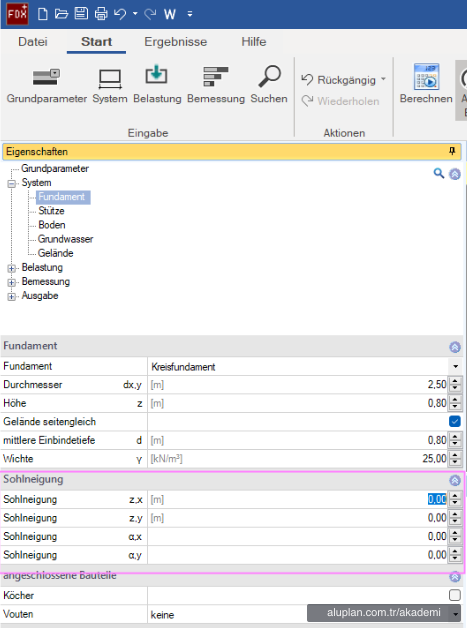 FDX+
W
Datei Start Ergebnisse Hilfe
Grundparameter System Belastung Bemessung Suchen
Rückgängig
Wiederholen
Berechnen
A
E
Eingabe Aktionen
Eigenschaften
Grundparameter
System
Fundament
Stütze
Boden
Grundwasser
Gelände
Belastung
Bemessung
Ausgabe
Fundament
Fundament Kreisfundament
Durchmesser dx,y [m] 2,50
Höhe z [m] 0,80
Gelände seitengleich
mittlere Einbindetiefe d [m] 0,80
Wichte γ [kN/m³] 25,00
Sohlneigung
Sohlneigung z,x [m] 0,00
Sohlneigung z,y [m] 0,00
Sohlneigung α,x 0,00
Sohlneigung α,y 0,00
angeschlossene Bauteile
Köcher
Vouten keine
aluplan.com.tr/akademi